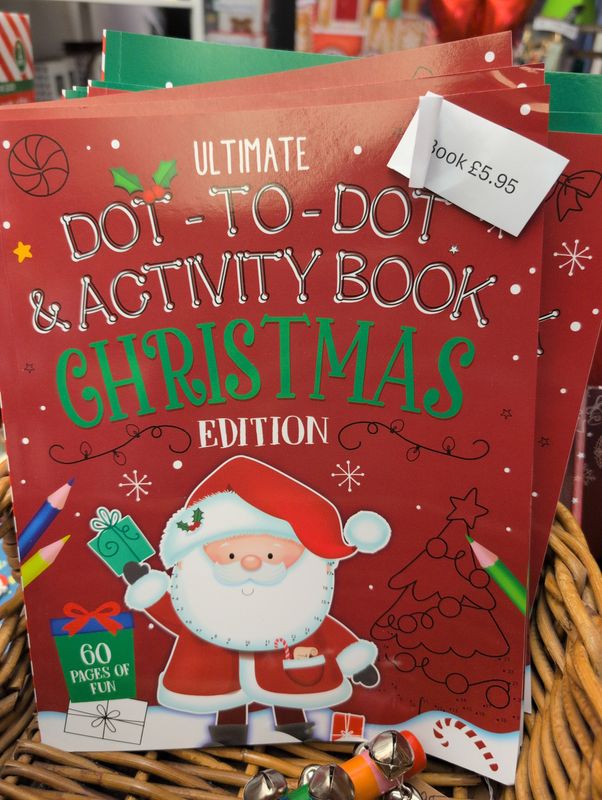 ULTIMATE
DOT-TO-DOT
& ACTIVITY BOOK
CHRISTMAS
EDITION
Book £5.95
60
PAGES OF
FUN